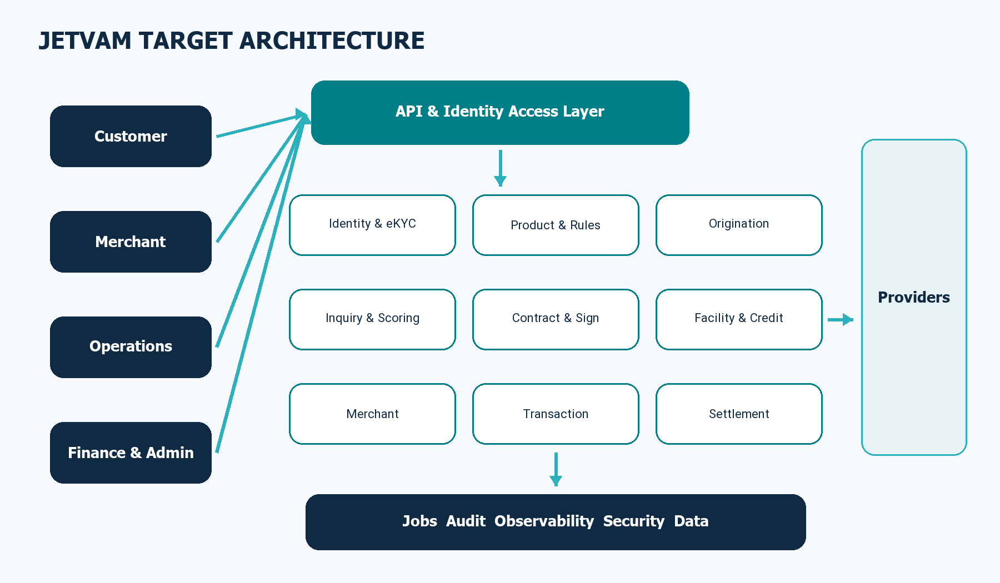 JETVAM TARGET ARCHITECTURE
API & Identity Access Layer
Customer
Merchant
Operations
Finance & Admin
Identity & eKYC
Product & Rules
Origination
Inquiry & Scoring
Contract & Sign
Facility & Credit
Merchant
Transaction
Settlement
Providers
Jobs Audit Observability Security Data